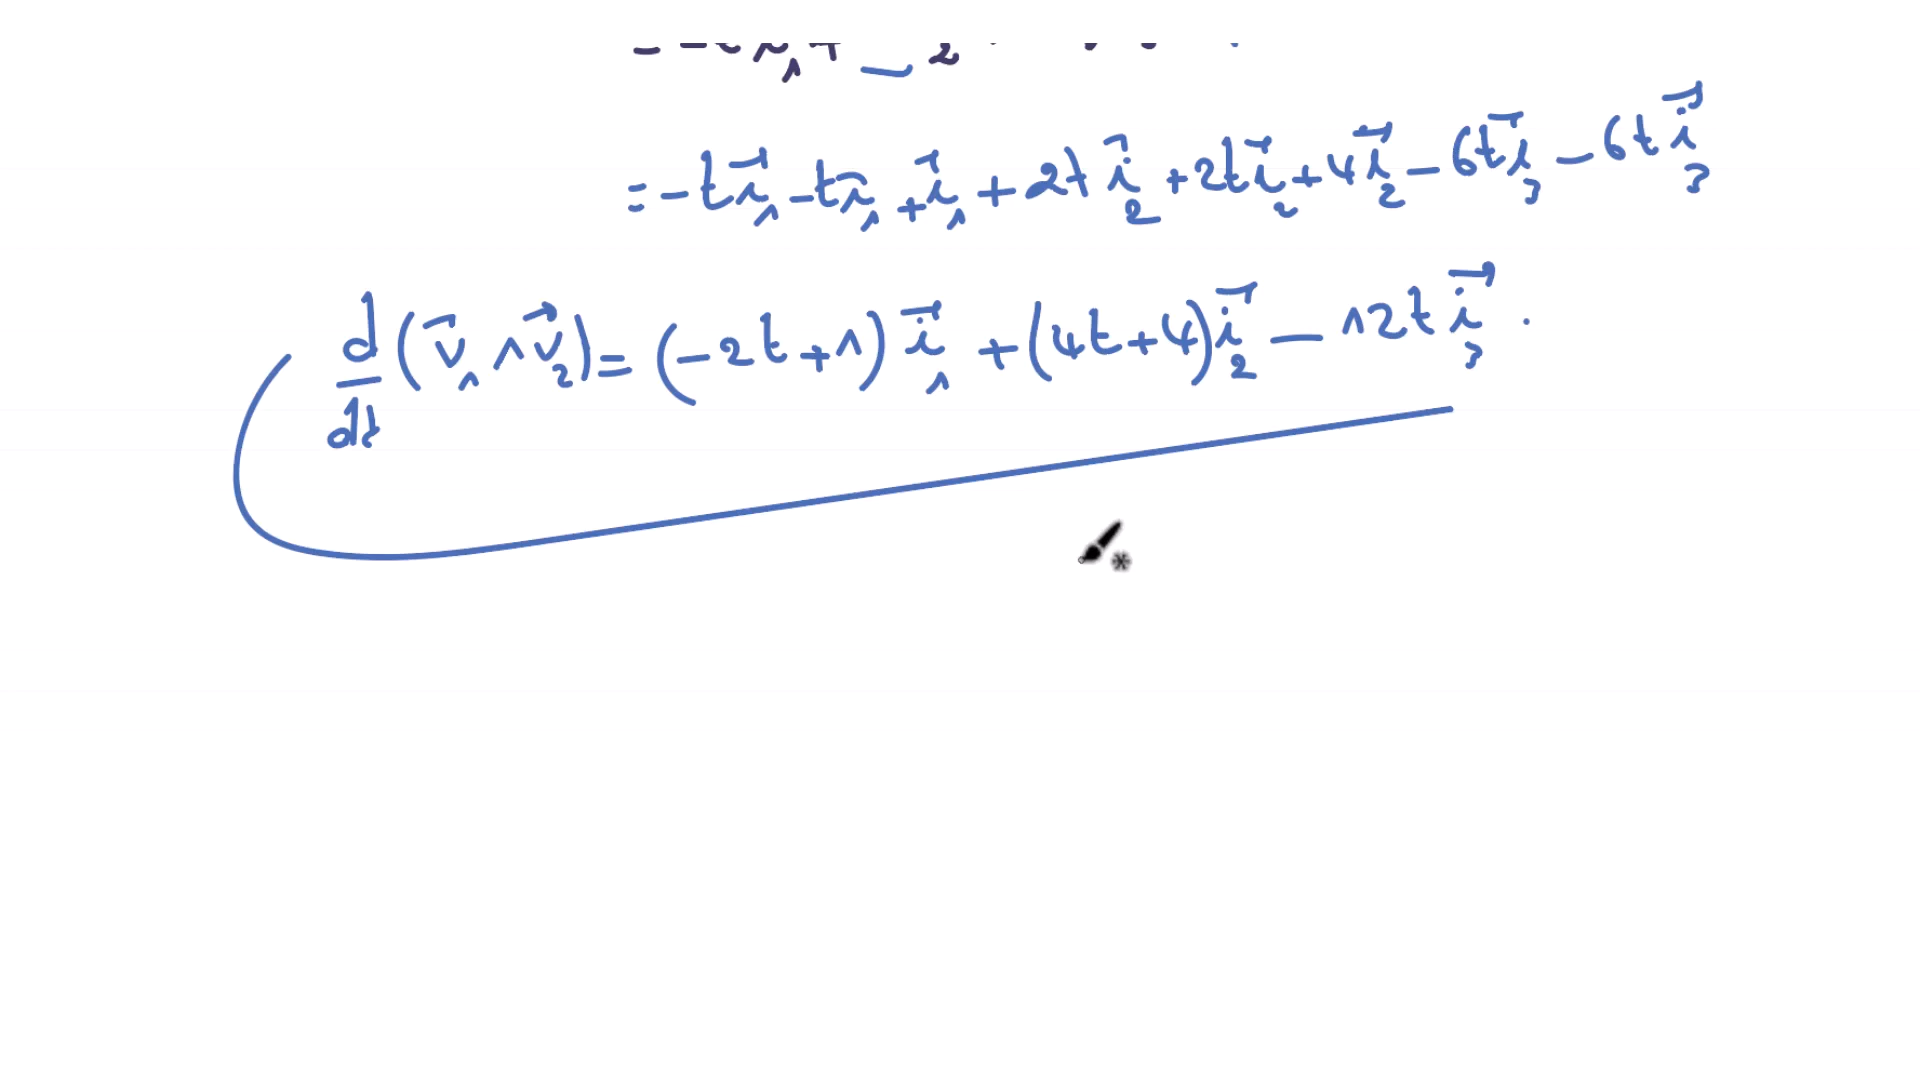 = -t i⃗₁ - t i⃗₁ + i⃗₁ + 2t i⃗₂ + 2t i⃗₂ + 4 i⃗₂ - 6t i⃗₃ - 6t i⃗₃
d/dt (v⃗₁ ∧ v⃗₂) = (-2t + 1) i⃗₁ + (4t + 4) i⃗₂ - 12t i⃗₃ .